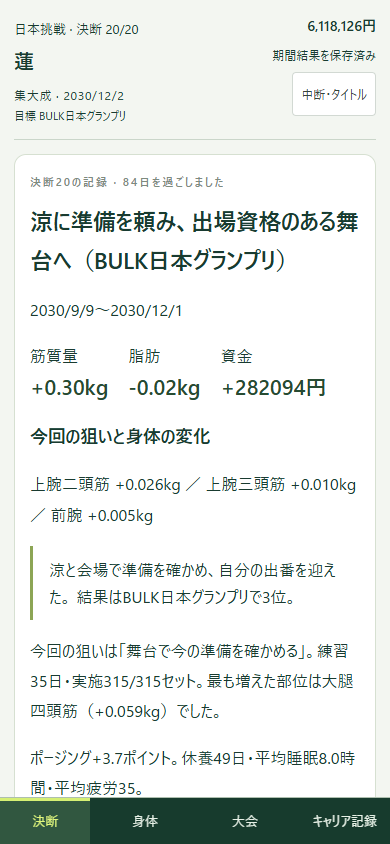 日本挑戦・決断 20/20
6,118,126円
蓮
期間結果を保存済み
集大成・2030/12/2
目標 BULK日本グランプリ
中断・タイトル
決断20の記録・84日を過ごしました
涼に準備を頼み、出場資格のある舞
台へ（BULK日本グランプリ）
2030/9/9〜2030/12/1
筋質量 脂肪 資金
+0.30kg -0.02kg +282094円
今回の狙いと身体の変化
上腕二頭筋 +0.026kg ／ 上腕三頭筋 +0.010kg
／ 前腕 +0.005kg
涼と会場で準備を確かめ、自分の出番を迎え
た。結果はBULK日本グランプリで3位。
今回の狙いは「舞台で今の準備を確かめる」。練習
35日・実施315/315セット。最も増えた部位は大腿
四頭筋（+0.059kg）でした。
ポージング+3.7ポイント。休養49日・平均睡眠8.0時
間・平均疲労35。
決断 身体 大会 キャリア記録